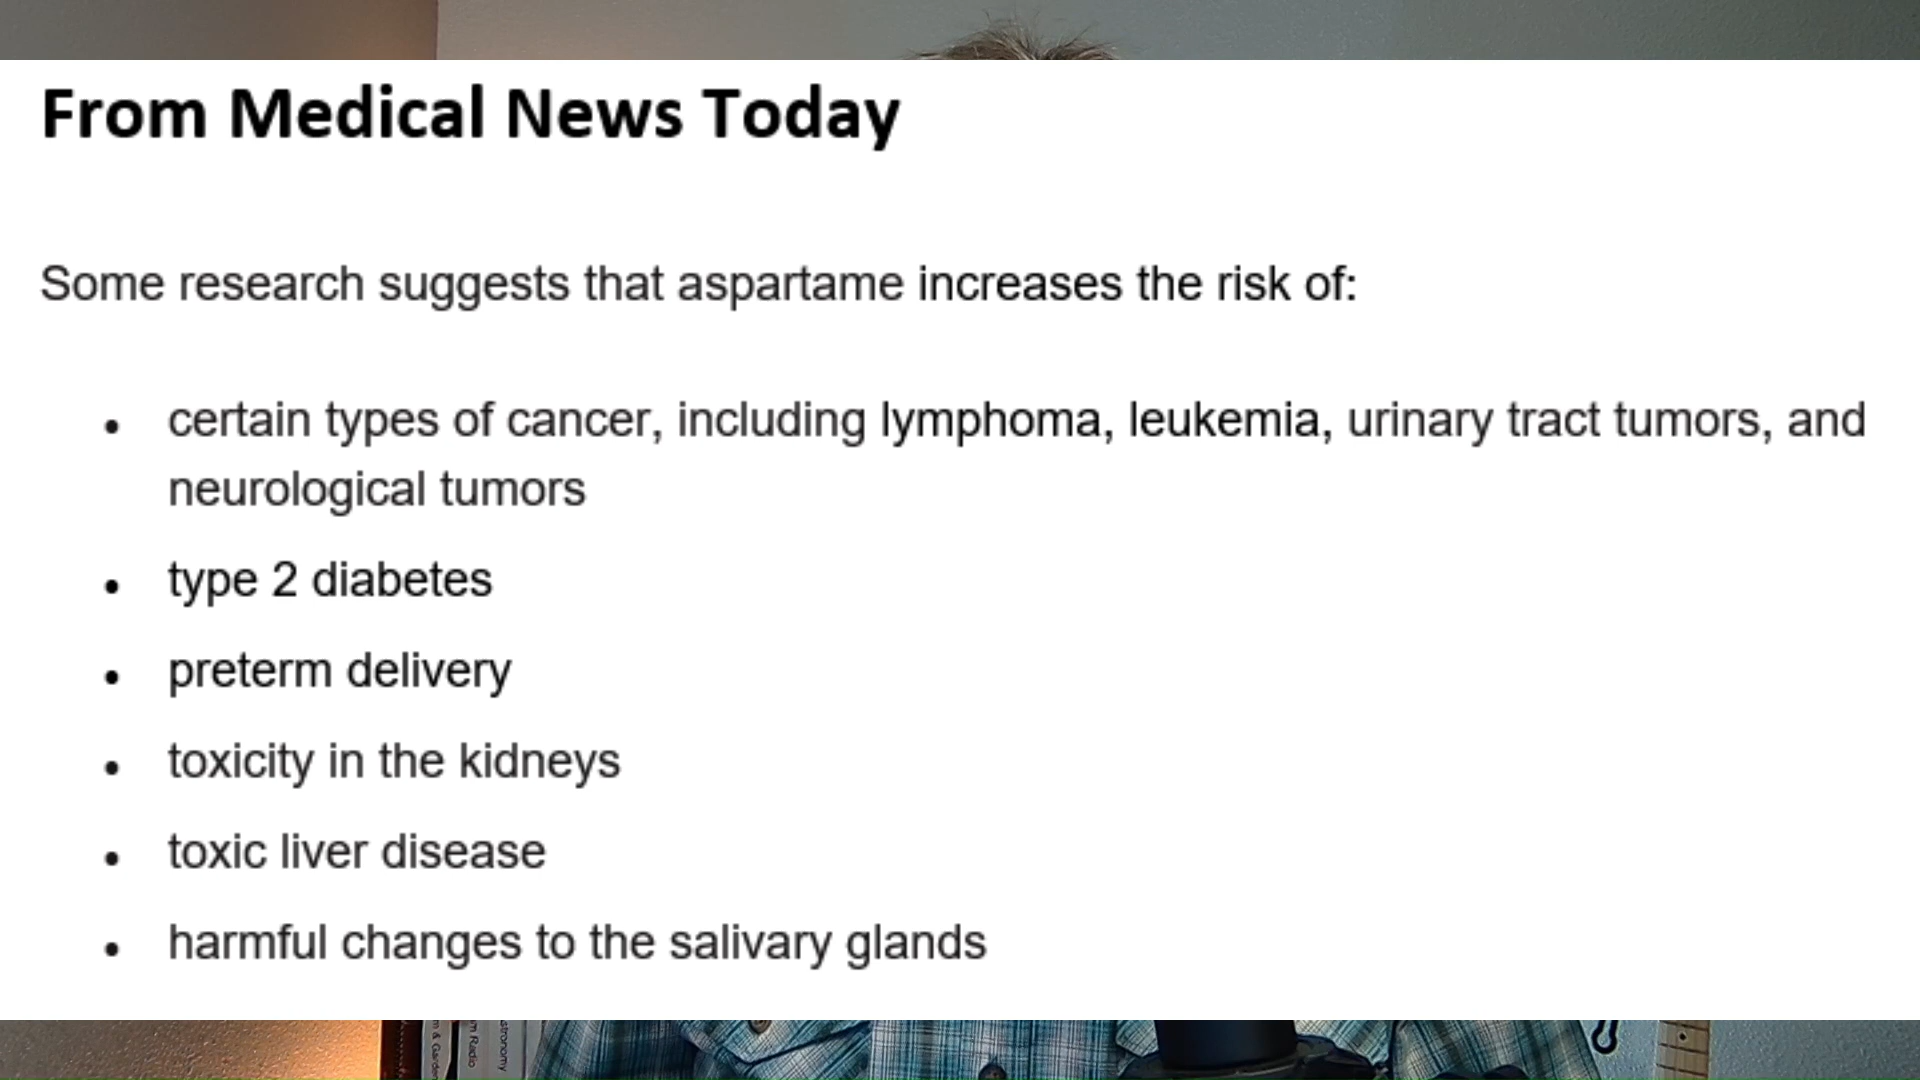 From Medical News Today
Some research suggests that aspartame increases the risk of:
• certain types of cancer, including lymphoma, leukemia, urinary tract tumors, and
neurological tumors
• type 2 diabetes
• preterm delivery
• toxicity in the kidneys
• toxic liver disease
• harmful changes to the salivary glands